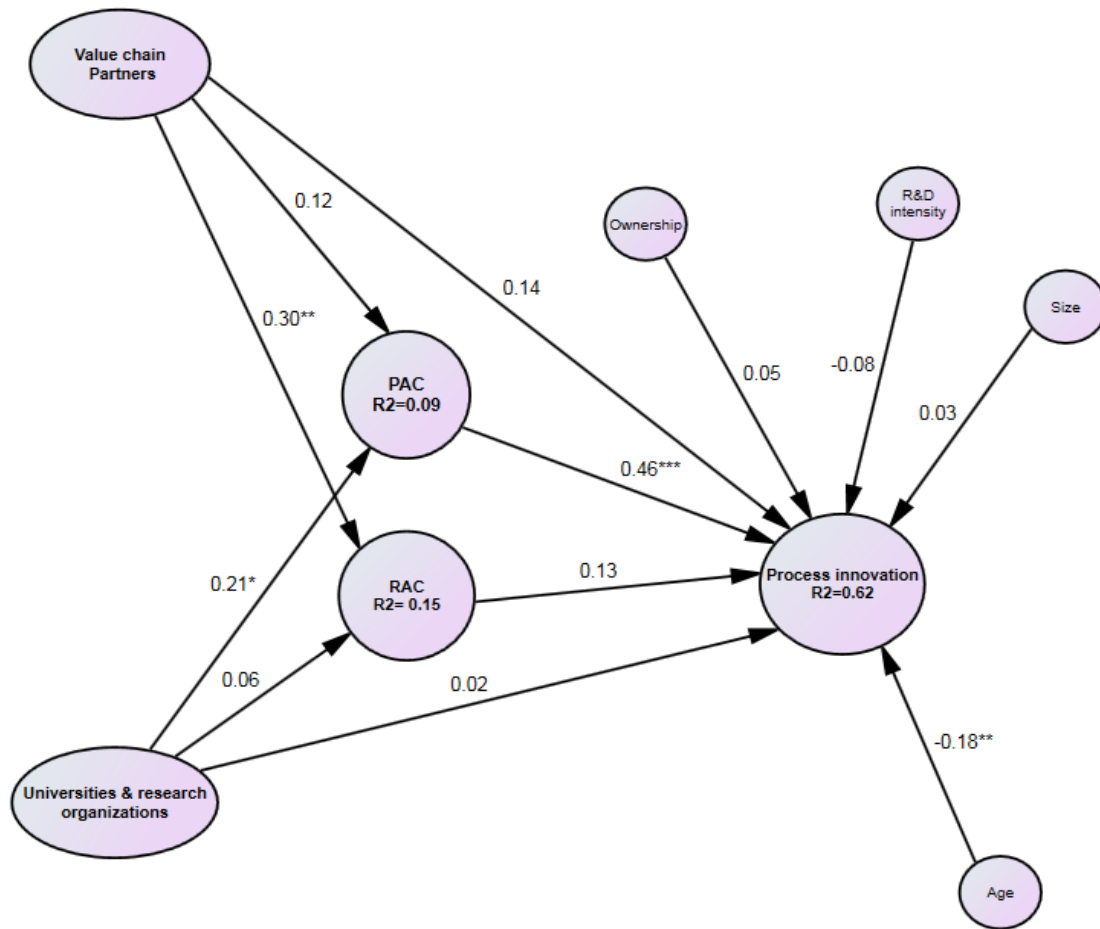 Value chain
Partners
0.12
R&D
intensity
Ownership
0.14
Size
0.30**
PAC
R2=0.09
0.05
-0.08
0.03
0.46***
0.21*
RAC
R2= 0.15
0.13
Process innovation
R2=0.62
0.06
0.02
-0.18**
Universities & research
organizations
Age